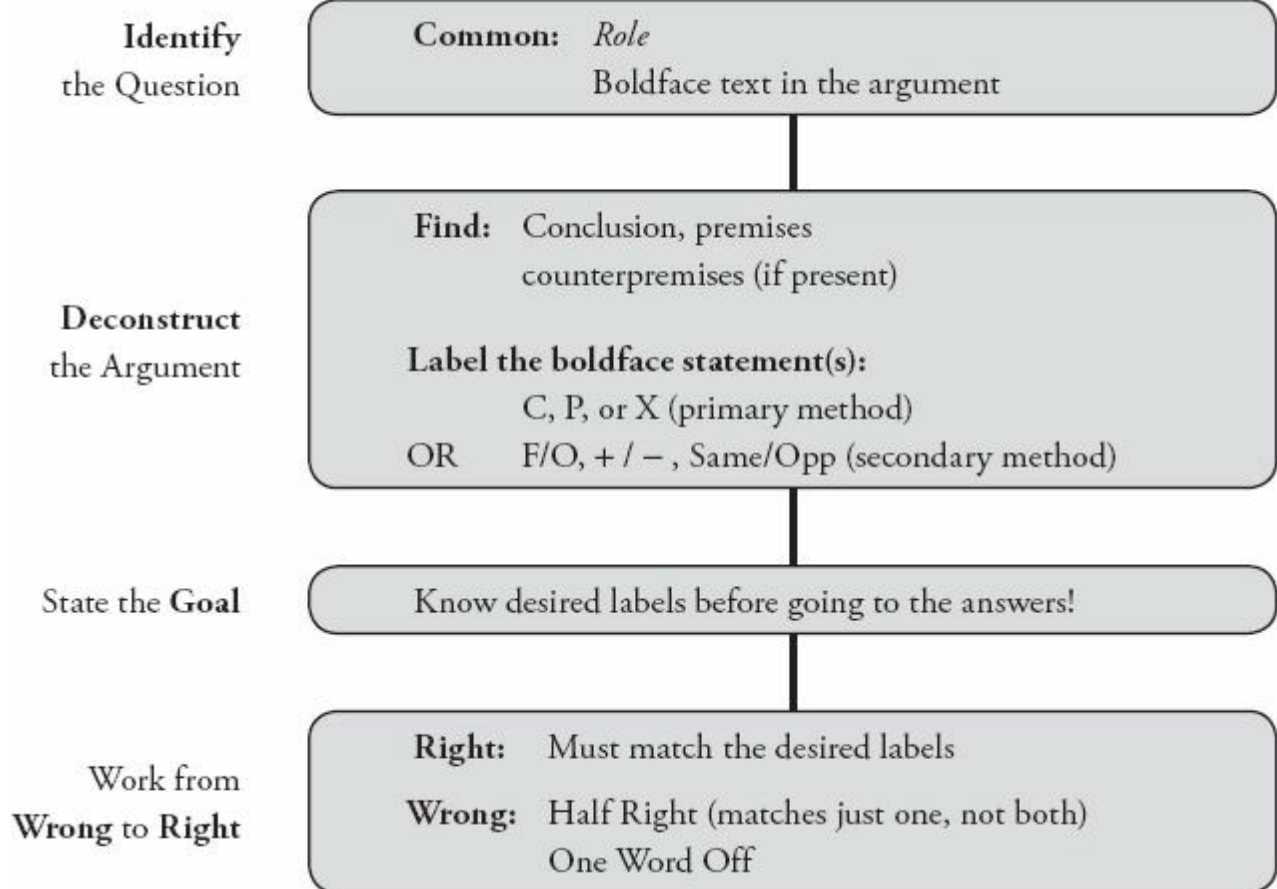 Identify
the Question
Common: Role
Boldface text in the argument
Deconstruct
the Argument
Find: Conclusion, premises
counterpremises (if present)
Label the boldface statement(s):
C, P, or X (primary method)
OR F/O, + / − , Same/Opp (secondary method)
State the Goal
Know desired labels before going to the answers!
Work from
Wrong to Right
Right: Must match the desired labels
Wrong: Half Right (matches just one, not both)
One Word Off